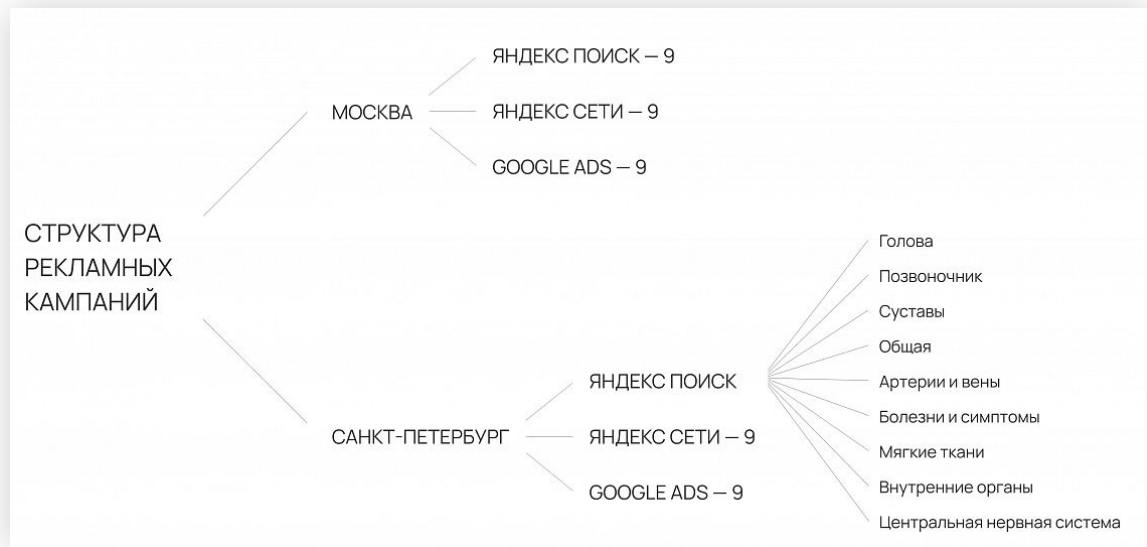 ЯНДЕКС ПОИСК — 9
МОСКВА
ЯНДЕКС СЕТИ — 9
GOOGLE ADS — 9
СТРУКТУРА
РЕКЛАМНЫХ
КАМПАНИЙ
Голова
Позвоночник
Суставы
Общая
Артерии и вены
Болезни и симптомы
Мягкие ткани
Внутренние органы
Центральная нервная система
ЯНДЕКС ПОИСК
САНКТ-ПЕТЕРБУРГ
ЯНДЕКС СЕТИ — 9
GOOGLE ADS — 9